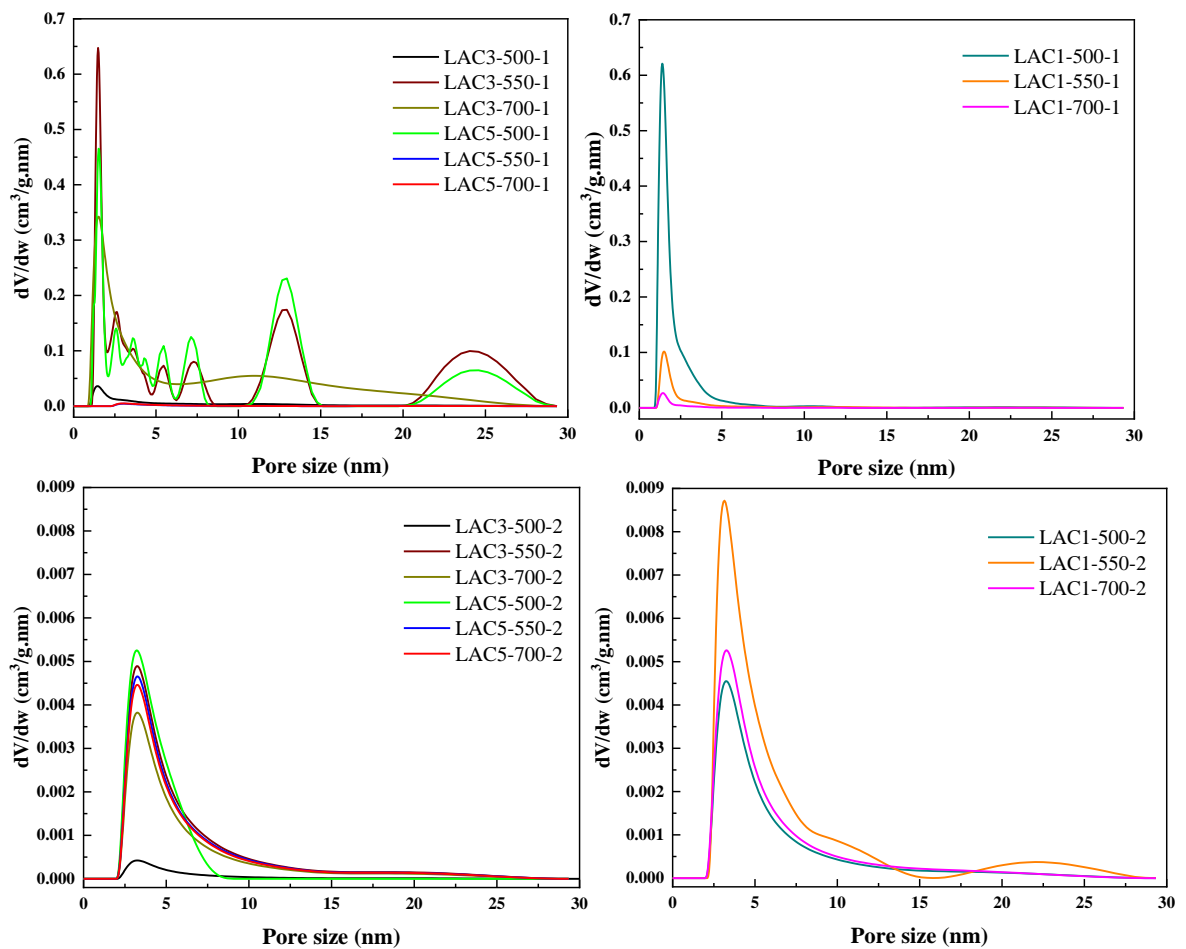 0.7
0.6
0.5
0.4
0.3
0.2
0.1
0.0
dV/dw (cm³/g.nm)
LAC3-500-1
LAC3-550-1
LAC3-700-1
LAC5-500-1
LAC5-550-1
LAC5-700-1
0 5 10 15 20 25 30
Pore size (nm)
0.7
0.6
0.5
0.4
0.3
0.2
0.1
0.0
dV/dw (cm³/g.nm)
LAC1-500-1
LAC1-550-1
LAC1-700-1
0 5 10 15 20 25 30
Pore size (nm)
0.009
0.008
0.007
0.006
0.005
0.004
0.003
0.002
0.001
0.000
dV/dw (cm³/g.nm)
LAC3-500-2
LAC3-550-2
LAC3-700-2
LAC5-500-2
LAC5-550-2
LAC5-700-2
0 5 10 15 20 25 30
Pore size (nm)
0.009
0.008
0.007
0.006
0.005
0.004
0.003
0.002
0.001
0.000
dV/dw (cm³/g.nm)
LAC1-500-2
LAC1-550-2
LAC1-700-2
0 5 10 15 20 25 30
Pore size (nm)